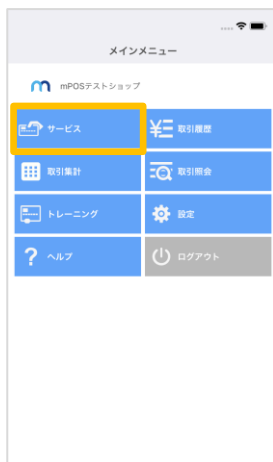 メインメニュー
mPOSテストショップ
サービス
取引履歴
取引集計
取引照会
トレーニング
設定
ヘルプ
ログアウト